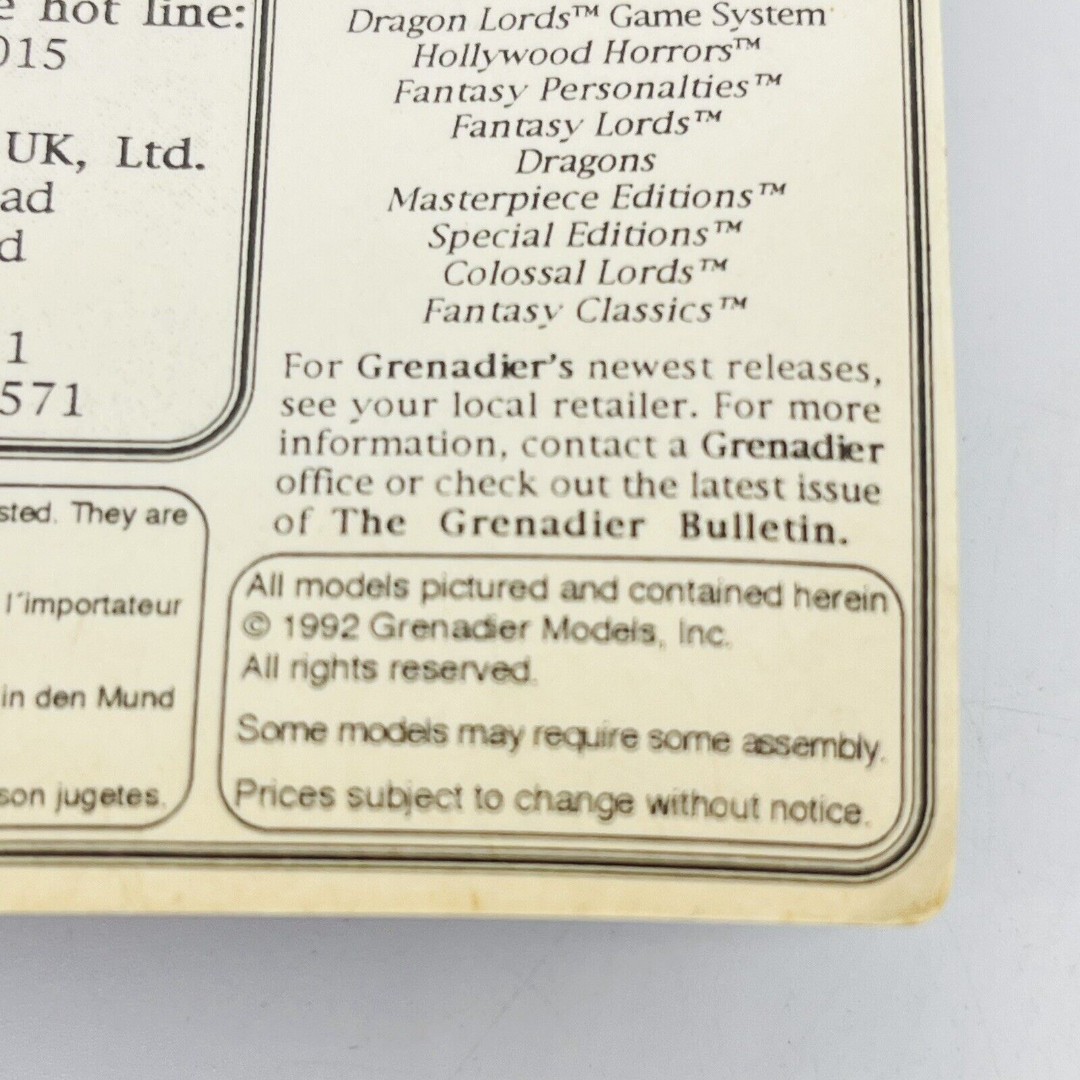 e hot line:
015
UK, Ltd.
ad
d
1
571
sted. They are
l´importateur
in den Mund
son jugetes.
Dragon Lords™ Game System
Hollywood Horrors™
Fantasy Personalties™
Fantasy Lords™
Dragons
Masterpiece Editions™
Special Editions™
Colossal Lords™
Fantasy Classics™
For Grenadier's newest releases,
see your local retailer. For more
information, contact a Grenadier
office or check out the latest issue
of The Grenadier Bulletin.
All models pictured and contained herein
© 1992 Grenadier Models, Inc.
All rights reserved.
Some models may require some assembly.
Prices subject to change without notice.